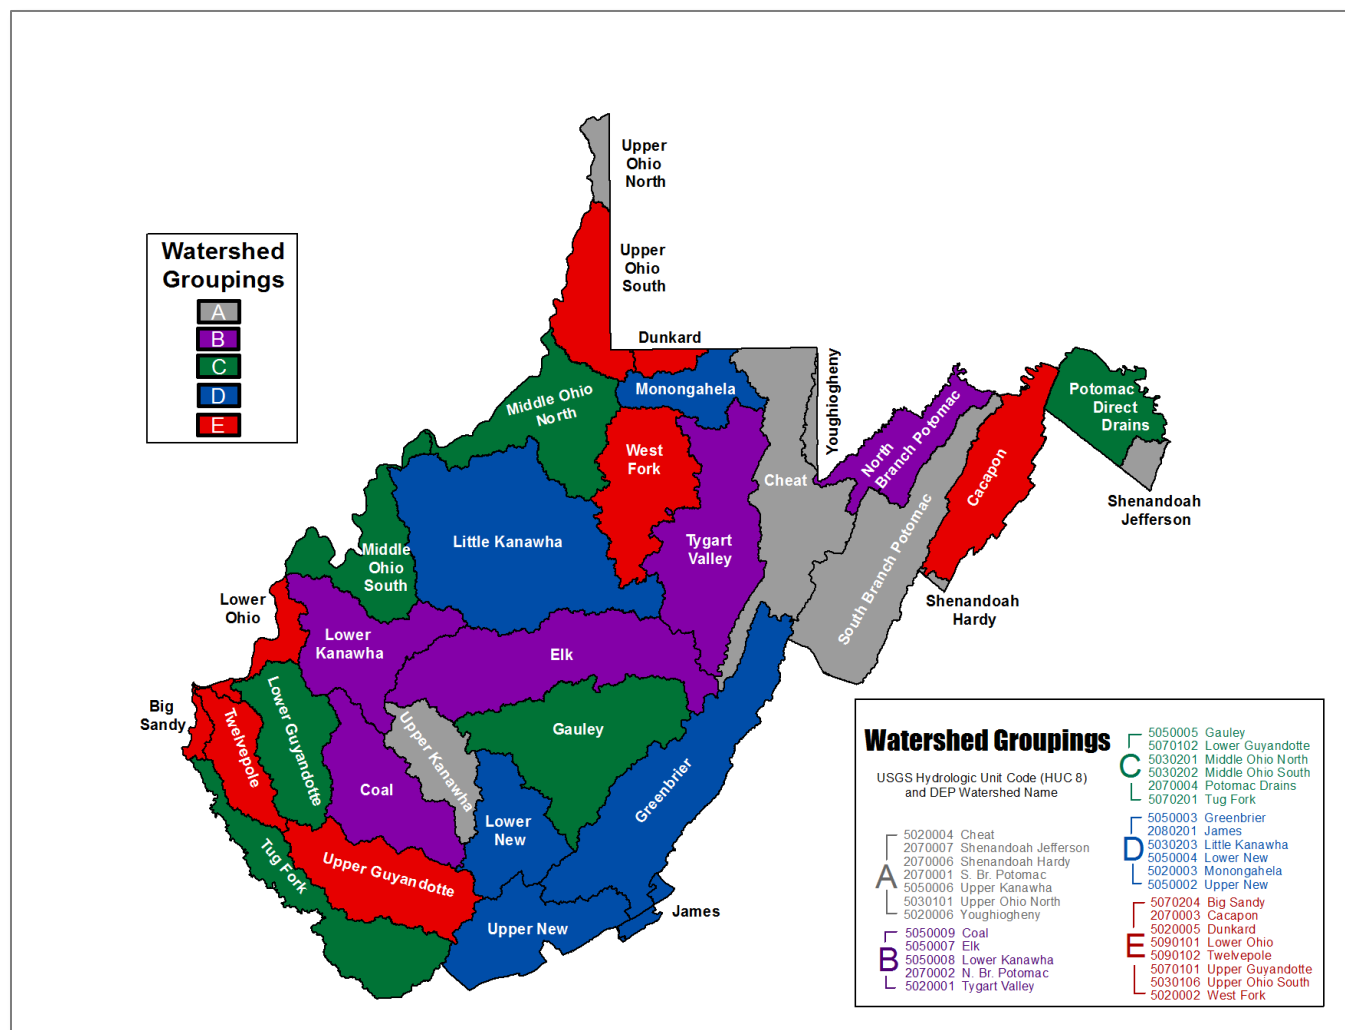 Upper
Ohio
North
Upper
Ohio
South
Watershed
Groupings
A
B
C
D
E
Dunkard
Monongahela
Youghiogheny
Middle Ohio
North
West
Fork
Cheat
North
Branch Potomac
Potomac
Direct
Drains
Cacapon
Shenandoah
Jefferson
Little Kanawha
Tygart
Valley
Middle
Ohio
South
South Branch Potomac
Shenandoah
Hardy
Lower
Ohio
Lower
Kanawha
Elk
Big
Sandy
Twelvepole
Lower Guyandotte
Upper Kanawha
Gauley
Greenbrier
Coal
Lower
New
Tug Fork
Upper Guyandotte
Upper New
James
Watershed Groupings
USGS Hydrologic Unit Code (HUC 8)
and DEP Watershed Name
A
5020004 Cheat
2070007 Shenandoah Jefferson
2070006 Shenandoah Hardy
2070001 S. Br. Potomac
5050006 Upper Kanawha
5030101 Upper Ohio North
5020006 Youghiogheny
B
5050009 Coal
5050007 Elk
5050008 Lower Kanawha
2070002 N. Br. Potomac
5020001 Tygart Valley
C
5050005 Gauley
5070102 Lower Guyandotte
5030201 Middle Ohio North
5030202 Middle Ohio South
2070004 Potomac Drains
5070201 Tug Fork
D
5050003 Greenbrier
2080201 James
5030203 Little Kanawha
5050004 Lower New
5020003 Monongahela
5050002 Upper New
E
5070204 Big Sandy
2070003 Cacapon
5020005 Dunkard
5090101 Lower Ohio
5090102 Twelvepole
5070101 Upper Guyandotte
5030106 Upper Ohio South
5020002 West Fork